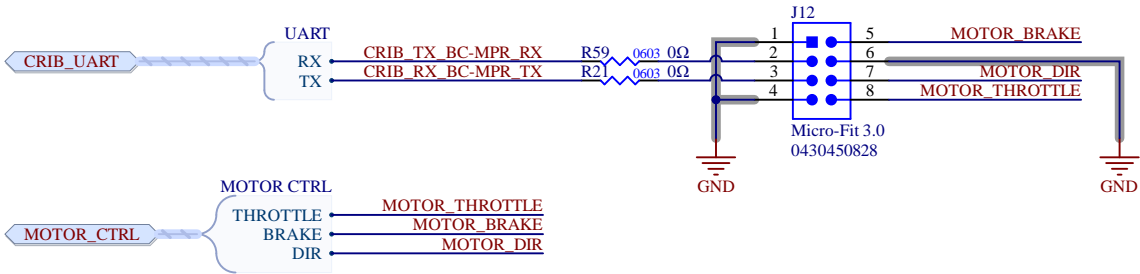 J12
UART
1
5
MOTOR_BRAKE
CRIB_UART
RX
CRIB_TX_BC-MPR_RX
R59
0603
0Ω
2
6
TX
CRIB_RX_BC-MPR_TX
R21
0603
0Ω
3
7
MOTOR_DIR
4
8
MOTOR_THROTTLE
Micro-Fit 3.0
0430450828
GND
GND
MOTOR CTRL
THROTTLE
MOTOR_THROTTLE
MOTOR_CTRL
BRAKE
MOTOR_BRAKE
DIR
MOTOR_DIR